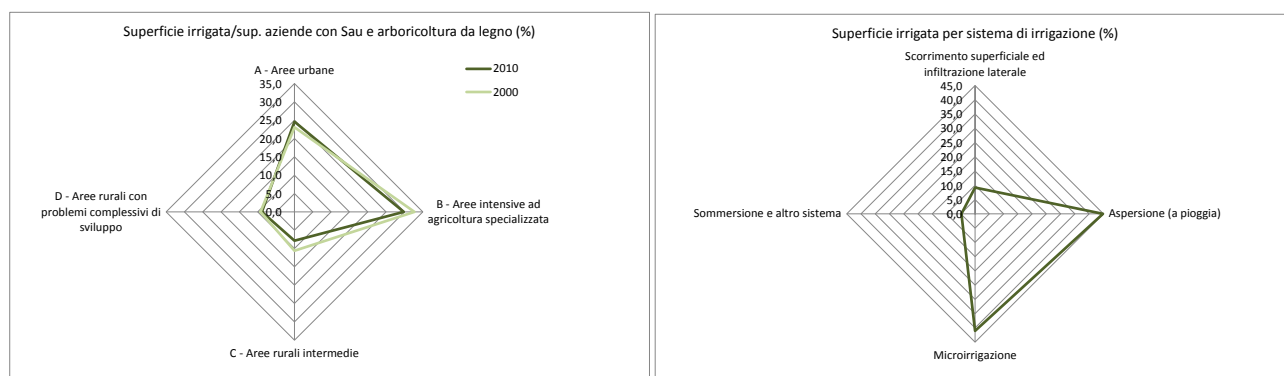 Superficie irrigata/sup. aziende con Sau e arboricoltura da legno (%)
A - Aree urbane
2010
2000
35,0
30,0
25,0
20,0
15,0
10,0
5,0
0,0
B - Aree intensive ad
agricoltura specializzata
C - Aree rurali intermedie
D - Aree rurali con
problemi complessivi di
sviluppo
Superficie irrigata per sistema di irrigazione (%)
Scorrimento superficiale ed
infiltrazione laterale
45,0
40,0
35,0
30,0
25,0
20,0
15,0
10,0
5,0
0,0
Aspersione (a pioggia)
Microirrigazione
Sommersione e altro sistema